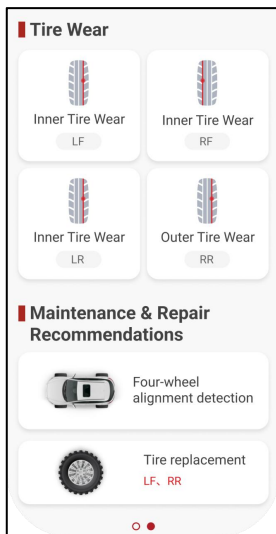 Tire Wear
Inner Tire Wear
LF
Inner Tire Wear
RF
Inner Tire Wear
LR
Outer Tire Wear
RR
Maintenance & Repair
Recommendations
Four-wheel
alignment detection
Tire replacement
LF、RR